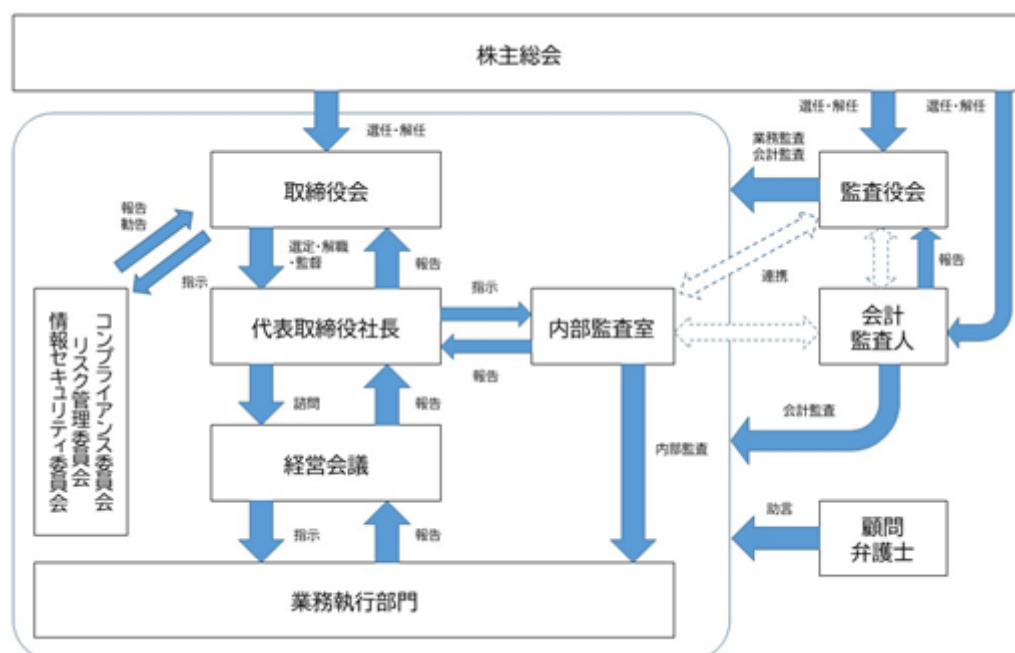 株主総会
選任・解任
選任・解任
選任・解任
業務監査
会計監査
取締役会
監査役会
報告
勧告
指示
選定・解職
・監督
報告
連携
報告
コンプライアンス委員会
リスク管理委員会
情報セキュリティ委員会
代表取締役社長
指示
報告
内部監査室
会計
監査人
諮問
報告
会計監査
経営会議
内部監査
指示
報告
助言
顧問
弁護士
業務執行部門